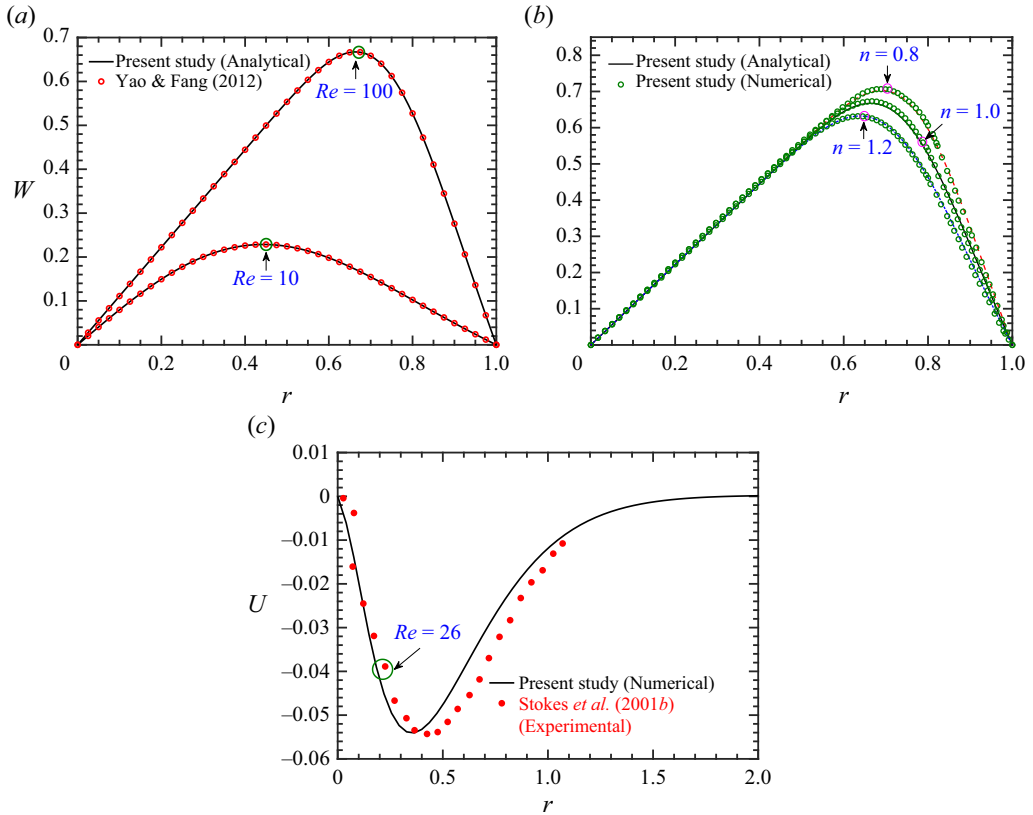 (a)
0.7
0.6
0.5
0.4
0.3
0.2
0.1
W
Present study (Analytical)
Yao & Fang (2012)
Re = 100
Re = 10
0
0.2
0.4
0.6
0.8
1.0
r
(b)
0.8
0.7
0.6
0.5
0.4
0.3
0.2
0.1
Present study (Analytical)
Present study (Numerical)
n = 0.8
n = 1.0
n = 1.2
0
0.2
0.4
0.6
0.8
1.0
r
(c)
0.01
0
–0.01
–0.02
–0.03
–0.04
–0.05
–0.06
U
Re = 26
Present study (Numerical)
Stokes et al. (2001b)
(Experimental)
0
0.5
1.0
1.5
2.0
r